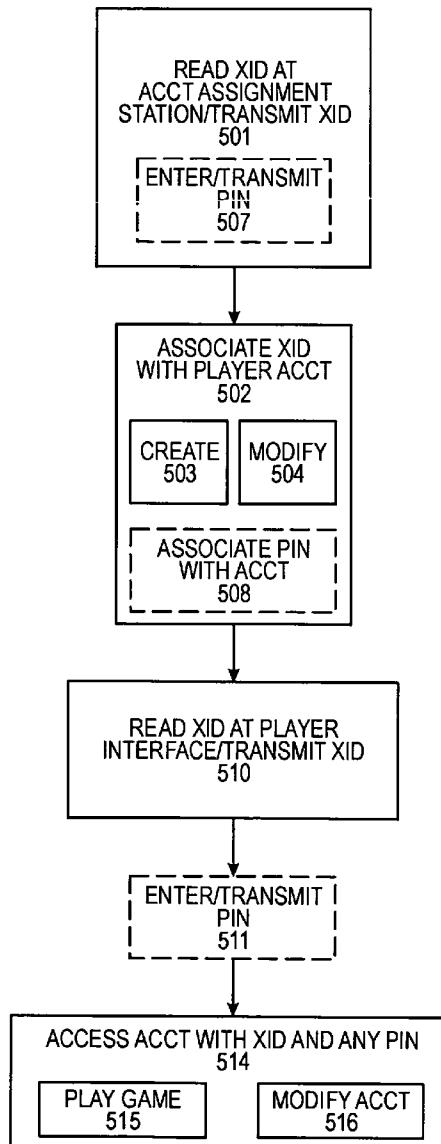 READ XID AT
ACCT ASSIGNMENT
STATION/TRANSMIT XID
501
ENTER/TRANSMIT
PIN
507
ASSOCIATE XID
WITH PLAYER ACCT
502
CREATE
503
MODIFY
504
ASSOCIATE PIN
WITH ACCT
508
READ XID AT PLAYER
INTERFACE/TRANSMIT XID
510
ENTER/TRANSMIT
PIN
511
ACCESS ACCT WITH XID AND ANY PIN
514
PLAY GAME
515
MODIFY ACCT
516